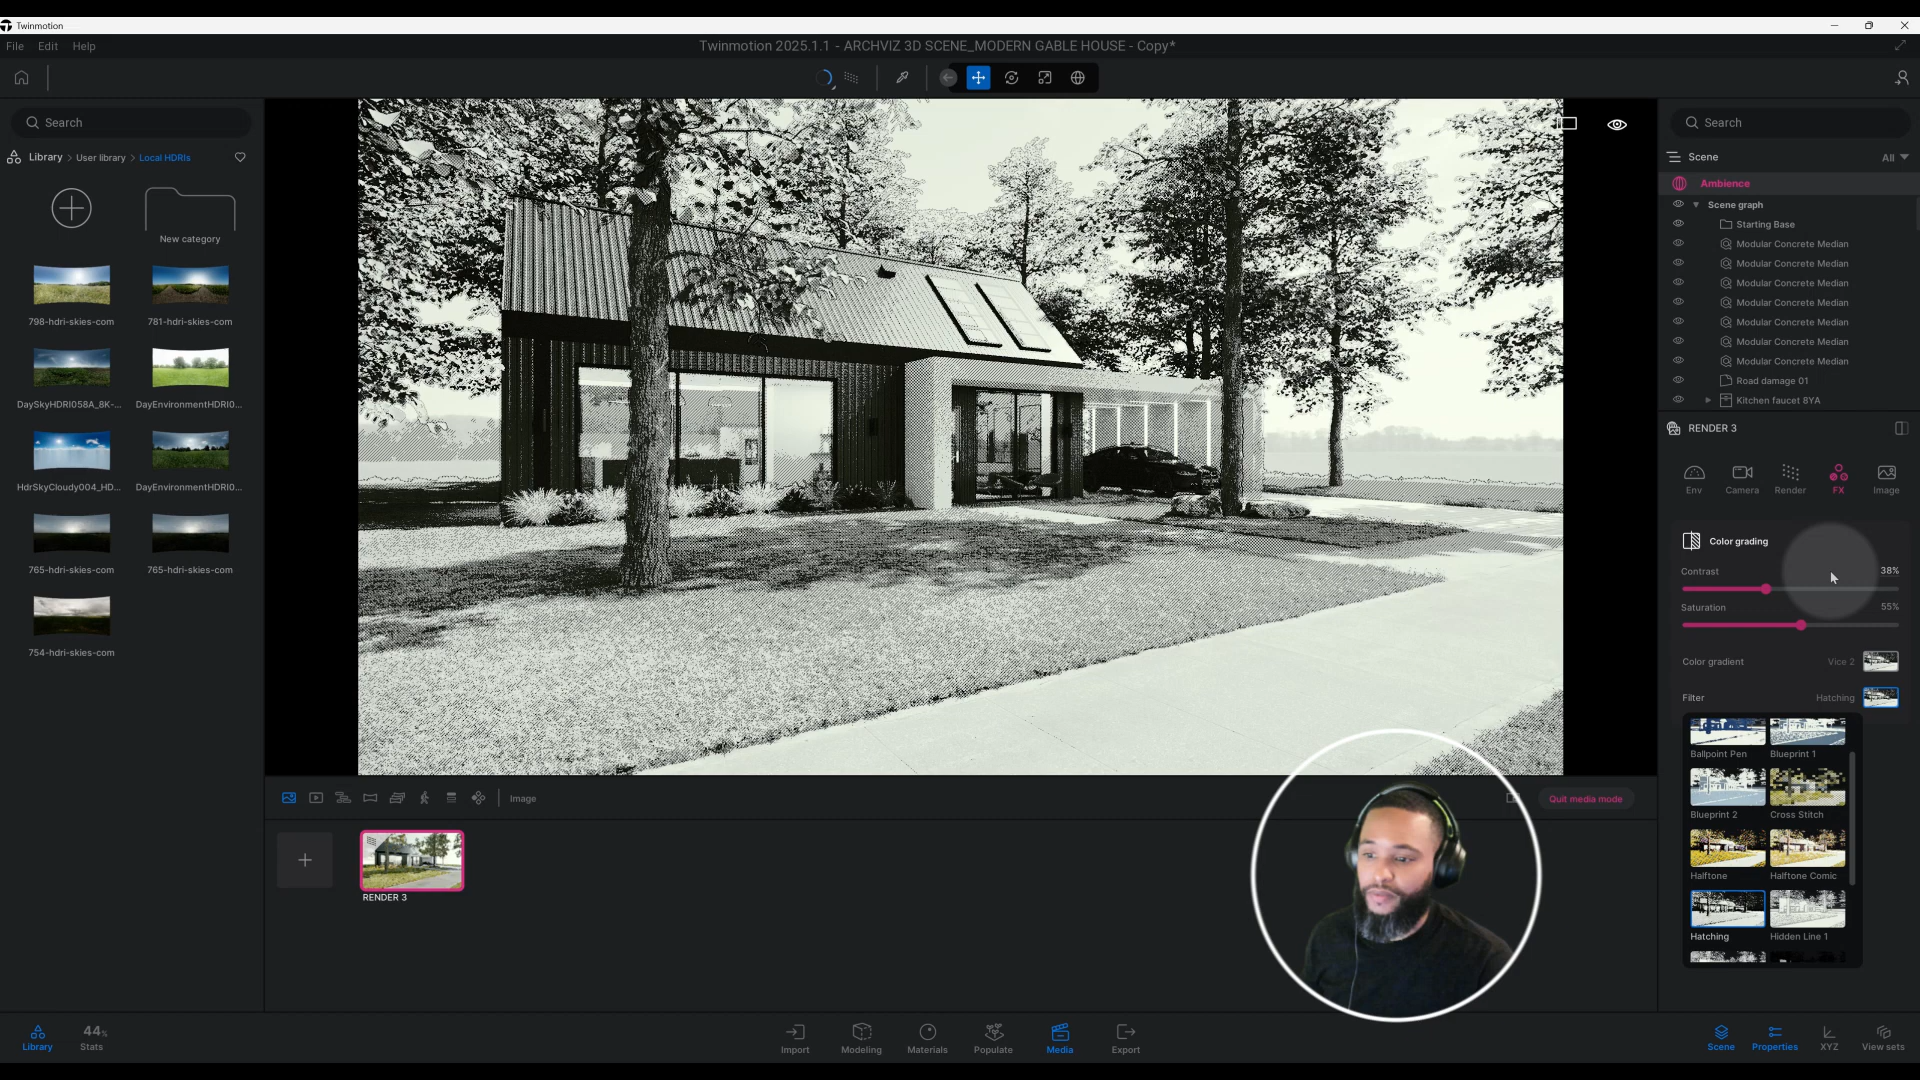 Twinmotion
File Edit Help
Twinmotion 2025.1.1 - ARCHVIZ 3D SCENE_MODERN GABLE HOUSE - Copy*
Search
Library > User library > Local HDRIs
New category
798-hdri-skies-com
781-hdri-skies-com
DaySkyHDRI058A_8K-...
DayEnvironmentHDRI0...
HdrSkyCloudy004_HD...
DayEnvironmentHDRI0...
765-hdri-skies-com
765-hdri-skies-com
754-hdri-skies-com
Search
Scene
All
Ambience
Scene graph
Starting Base
Modular Concrete Median
Modular Concrete Median
Modular Concrete Median
Modular Concrete Median
Modular Concrete Median
Modular Concrete Median
Modular Concrete Median
Road damage 01
Kitchen faucet 8YA
RENDER 3
Env
Camera
Render
FX
Image
Color grading
Contrast
38%
Saturation
55%
Color gradient
Vice 2
Filter
Hatching
Ballpoint Pen
Blueprint 1
Blueprint 2
Cross Stitch
Halftone
Halftone Comic
Hatching
Hidden Line 1
Image
Quit media mode
RENDER 3
Library
44%
Stats
Import
Modeling
Materials
Populate
Media
Export
Scene
Properties
XYZ
View sets